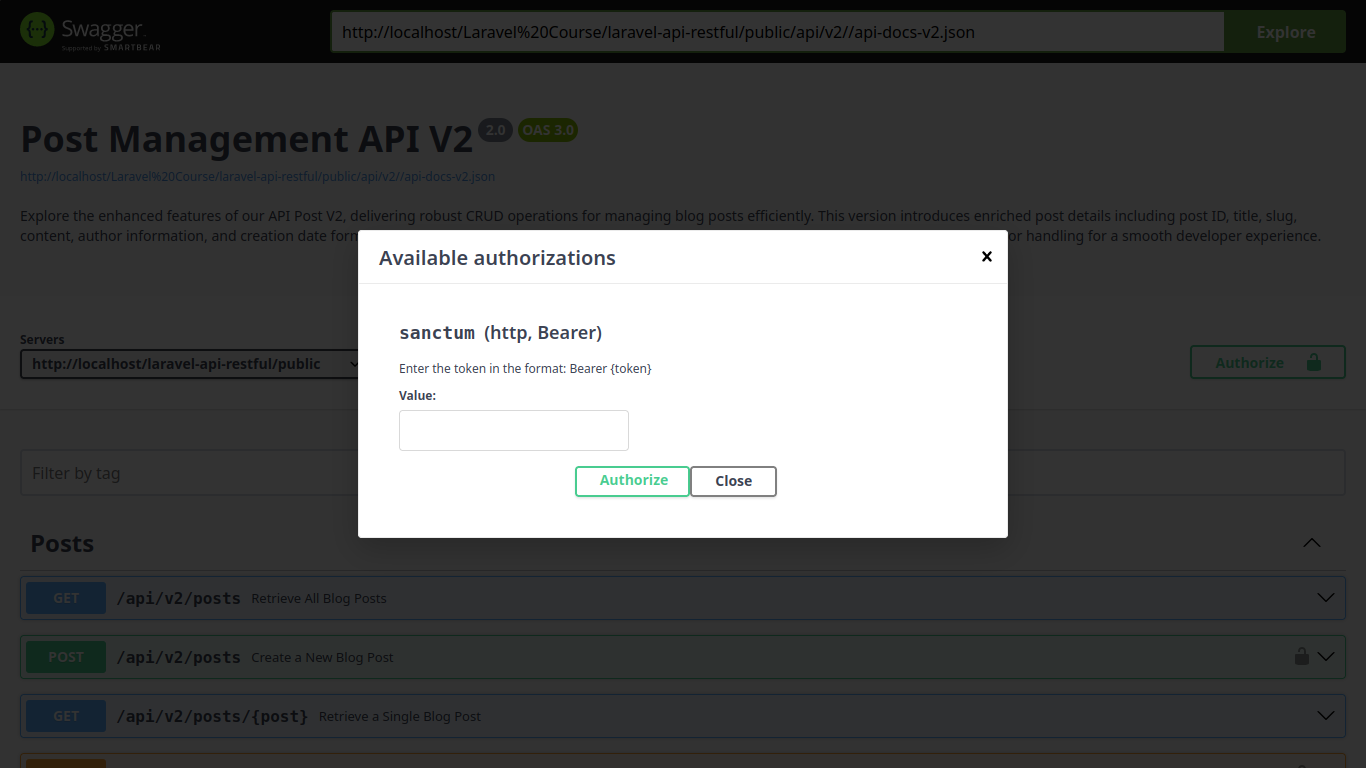 Swagger.
Supported by SMARTBEAR
http://localhost/Laravel%20Course/laravel-api-restful/public/api/v2//api-docs-v2.json
Explore
Post Management API V2 2.0 OAS 3.0
http://localhost/Laravel%20Course/laravel-api-restful/public/api/v2//api-docs-v2.json
Explore the enhanced features of our API Post V2, delivering robust CRUD operations for managing blog posts efficiently. This version introduces enriched post details including post ID, title, slug,
content, author information, and creation date for
or handling for a smooth developer experience.
Available authorizations
sanctum (http, Bearer)
Enter the token in the format: Bearer {token}
Value:
Authorize Close
Servers
http://localhost/laravel-api-restful/public
Authorize
Filter by tag
Posts
GET /api/v2/posts Retrieve All Blog Posts
POST /api/v2/posts Create a New Blog Post
GET /api/v2/posts/{post} Retrieve a Single Blog Post